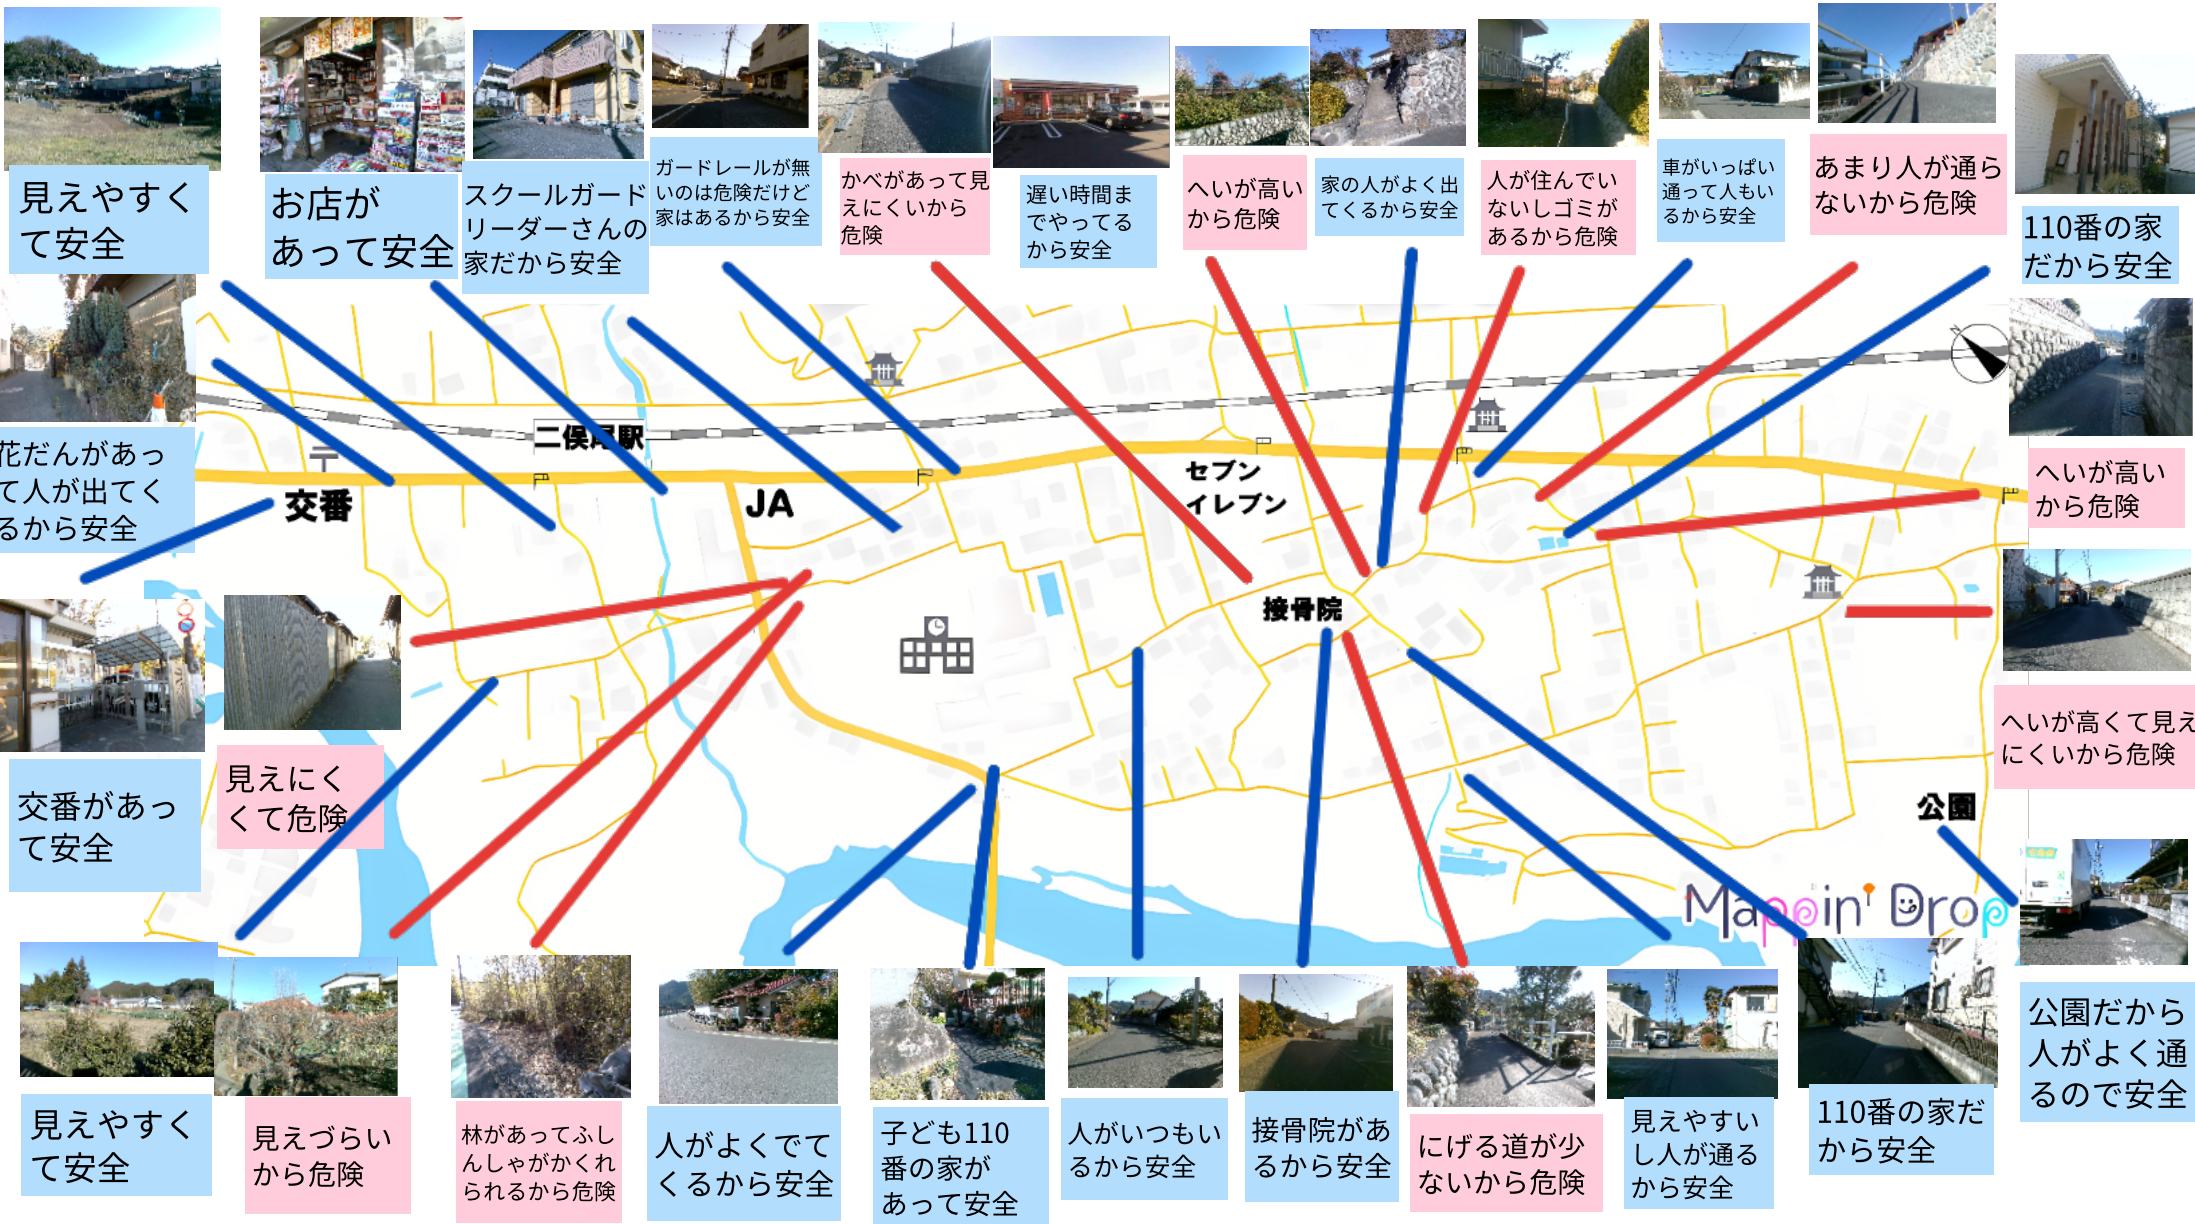 見えやすく
て安全
お店が
あって安全
スクールガード
リーダーさんの
家だから安全
ガードレールが無
いのは危険だけど
家はあるから安全
かべがあって見
えにくいから
危険
遅い時間ま
でやってる
から安全
へいが高い
から危険
家の人がよく出
てくるから安全
人が住んでい
ないしゴミが
あるから危険
車がいっぱい
通って人もい
るから安全
あまり人が通ら
ないから危険
110番の家
だから安全
花だんがあっ
て人が出てく
るから安全
二俣尾駅
交番
JA
セブン
イレブン
接骨院
公園
へいが高い
から危険
へいが高くて見え
にくいから危険
交番があっ
て安全
見えにく
くて危険
Mappin' Drop
公園だから
人がよく通
るので安全
見えやすく
て安全
見えづらい
から危険
林があってふし
んしゃがかくれ
られるから危険
人がよくでて
くるから安全
子ども110
番の家が
あって安全
人がいつもい
るから安全
接骨院があ
るから安全
にげる道が少
ないから危険
見えやすい
し人が通る
から安全
110番の家だ
から安全